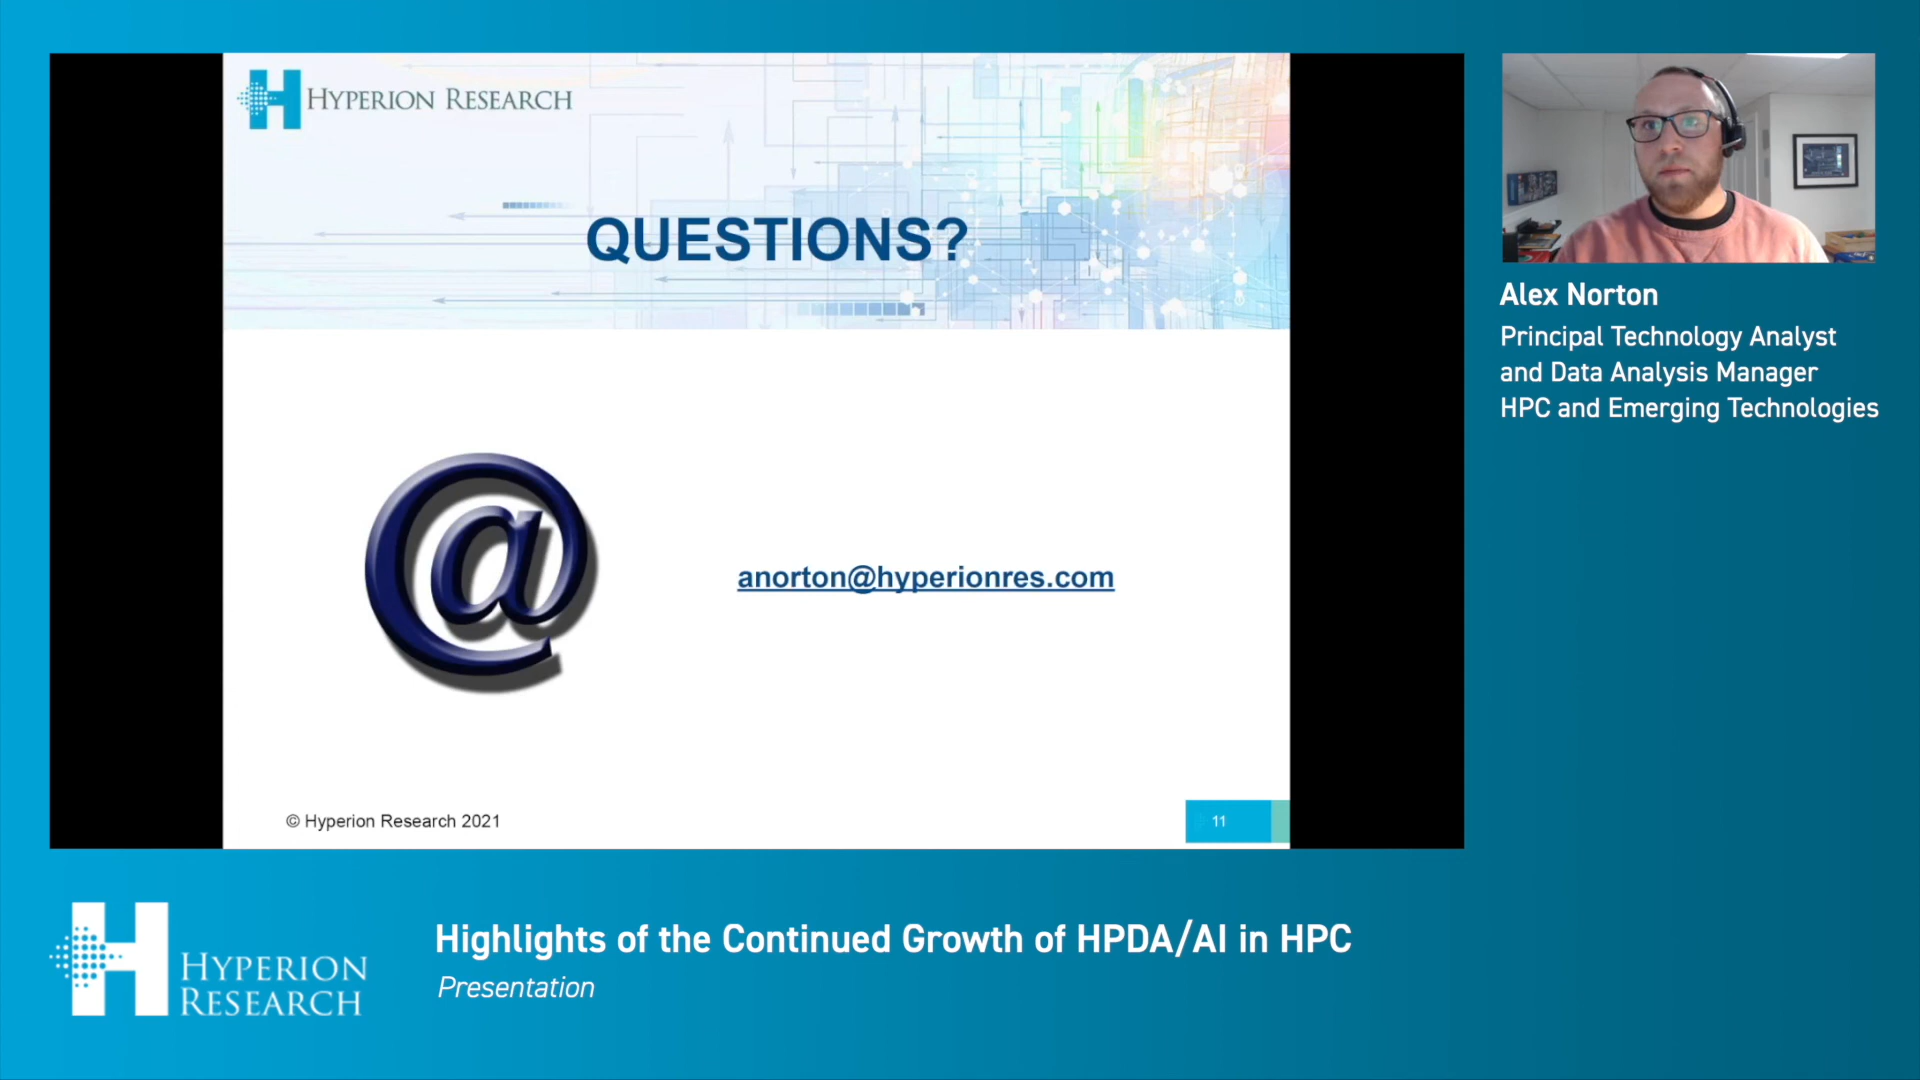 HYPERION RESEARCH
QUESTIONS?
@
anorton@hyperionres.com
© Hyperion Research 2021
11
Alex Norton
Principal Technology Analyst
and Data Analysis Manager
HPC and Emerging Technologies
HYPERION
RESEARCH
Highlights of the Continued Growth of HPDA/AI in HPC
Presentation